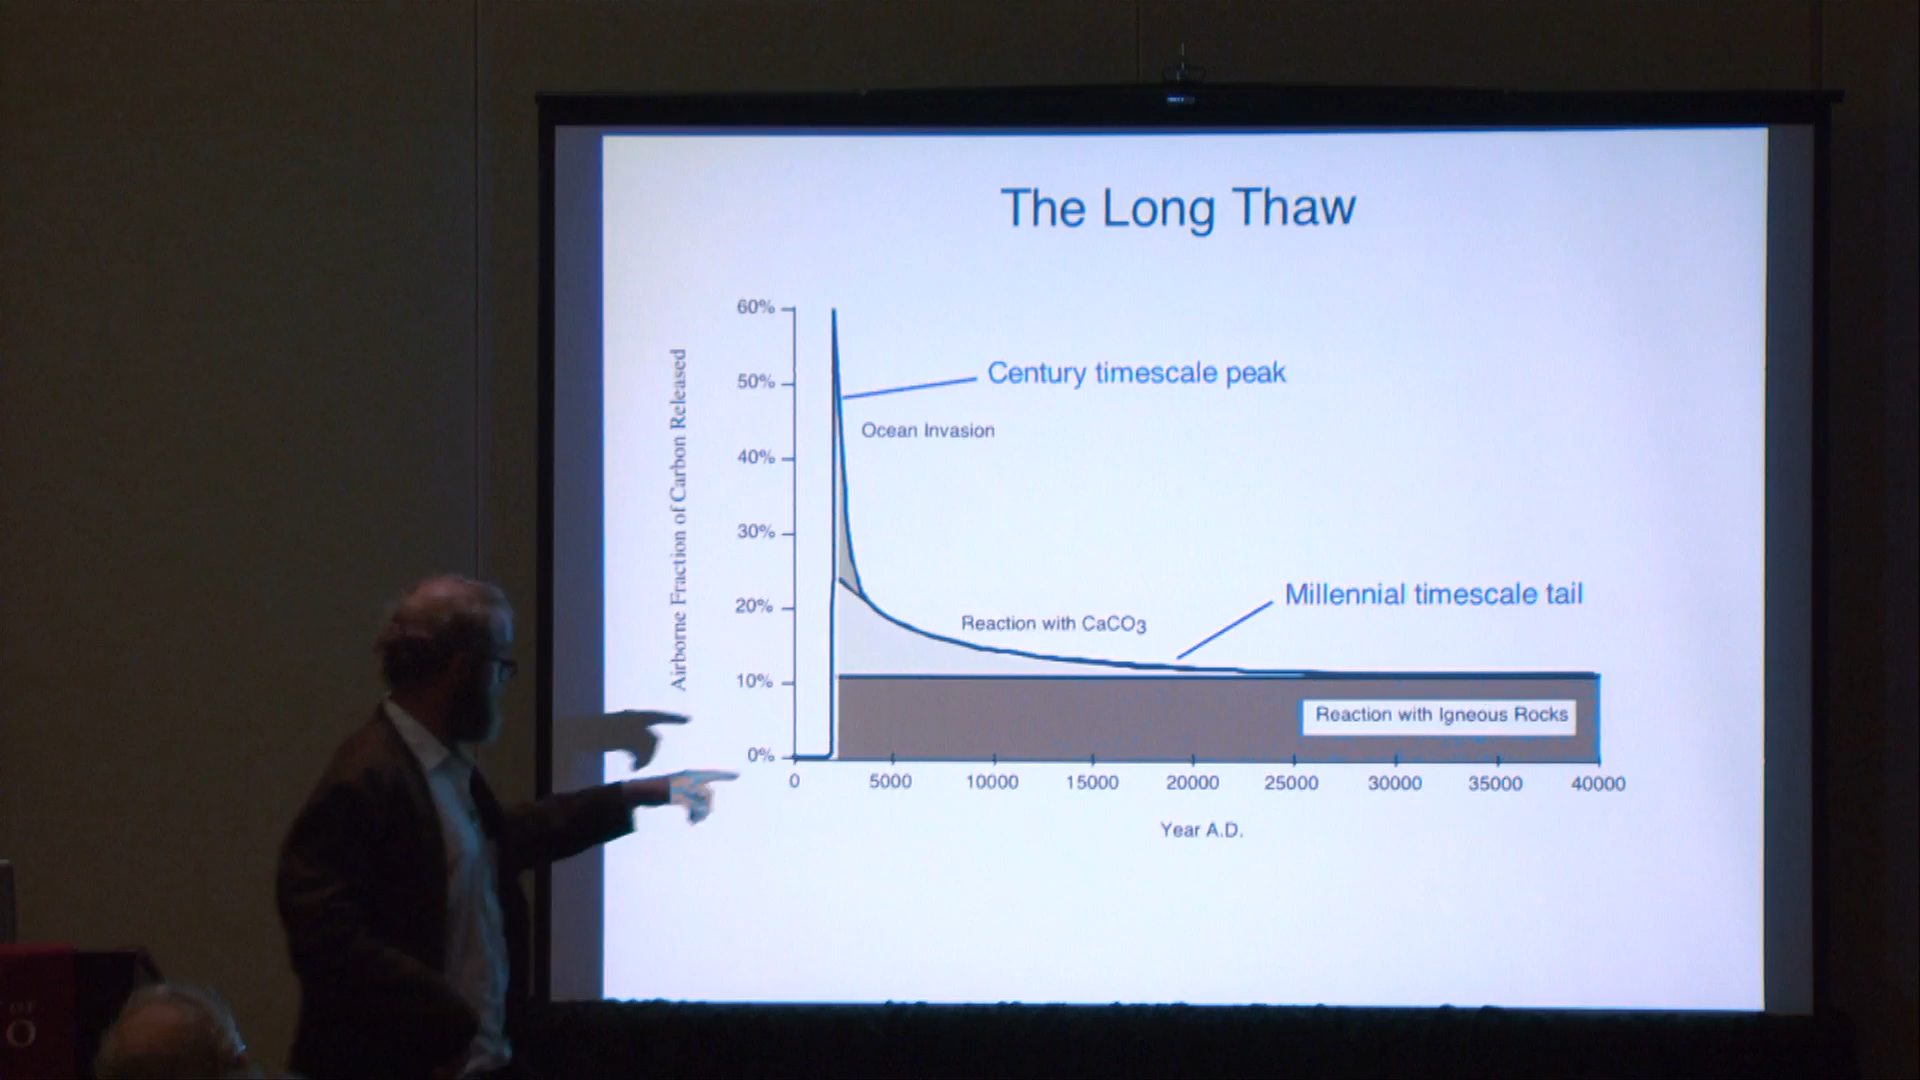 The Long Thaw
60%
Century timescale peak
50%
Ocean Invasion
40%
30%
Airborne Fraction of Carbon Released
Millennial timescale tail
20%
Reaction with CaCO3
10%
Reaction with Igneous Rocks
0%
0 5000 10000 15000 20000 25000 30000 35000 40000
Year A.D.
OF
O